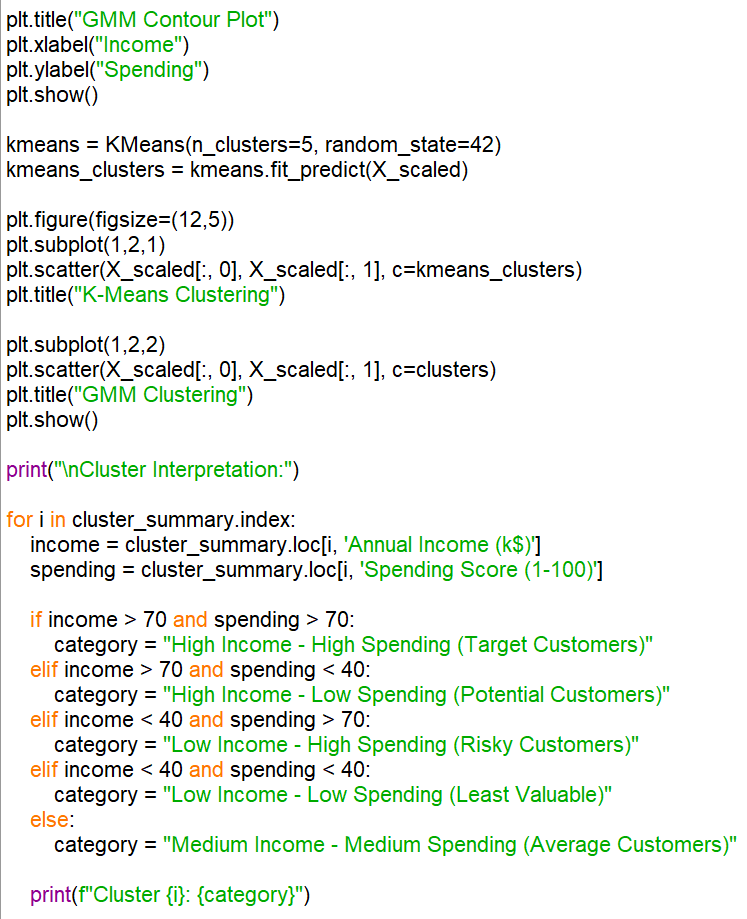 plt.title("GMM Contour Plot")
plt.xlabel("Income")
plt.ylabel("Spending")
plt.show()

kmeans = KMeans(n_clusters=5, random_state=42)
kmeans_clusters = kmeans.fit_predict(X_scaled)

plt.figure(figsize=(12,5))
plt.subplot(1,2,1)
plt.scatter(X_scaled[:, 0], X_scaled[:, 1], c=kmeans_clusters)
plt.title("K-Means Clustering")

plt.subplot(1,2,2)
plt.scatter(X_scaled[:, 0], X_scaled[:, 1], c=clusters)
plt.title("GMM Clustering")
plt.show()

print("\nCluster Interpretation:")

for i in cluster_summary.index:
    income = cluster_summary.loc[i, 'Annual Income (k$)']
    spending = cluster_summary.loc[i, 'Spending Score (1-100)']

    if income > 70 and spending > 70:
        category = "High Income - High Spending (Target Customers)"
    elif income > 70 and spending < 40:
        category = "High Income - Low Spending (Potential Customers)"
    elif income < 40 and spending > 70:
        category = "Low Income - High Spending (Risky Customers)"
    elif income < 40 and spending < 40:
        category = "Low Income - Low Spending (Least Valuable)"
    else:
        category = "Medium Income - Medium Spending (Average Customers)"

    print(f"Cluster {i}: {category}")